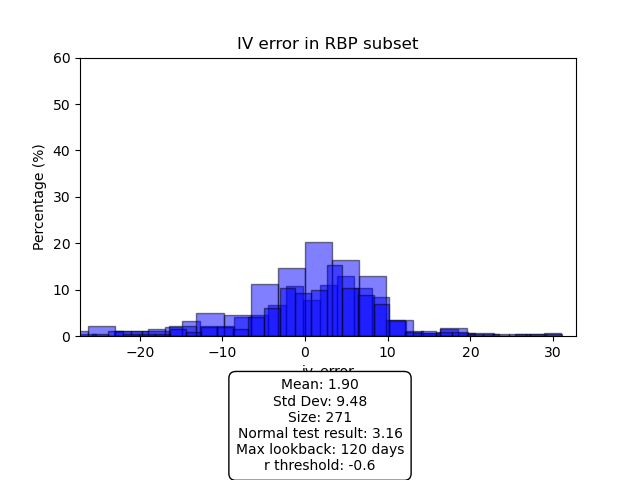 IV error in RBP subset
60
50
40
30
20
10
0
Percentage (%)
−20
−10
0
10
20
30
iv_error
Mean: 1.90
Std Dev: 9.48
Size: 271
Normal test result: 3.16
Max lookback: 120 days
r threshold: -0.6